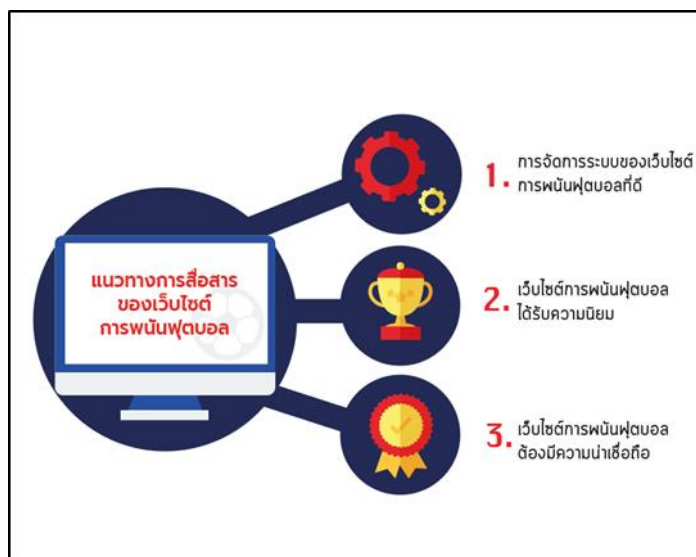 แนวทางการสื่อสาร
ของเว็บไซต์
การพนันฟุตบอล
1. การจัดการระบบของเว็บไซต์
การพนันฟุตบอลที่ดี
2. เว็บไซต์การพนันฟุตบอล
ได้รับความนิยม
3. เว็บไซต์การพนันฟุตบอล
ต้องมีความน่าเชื่อถือ